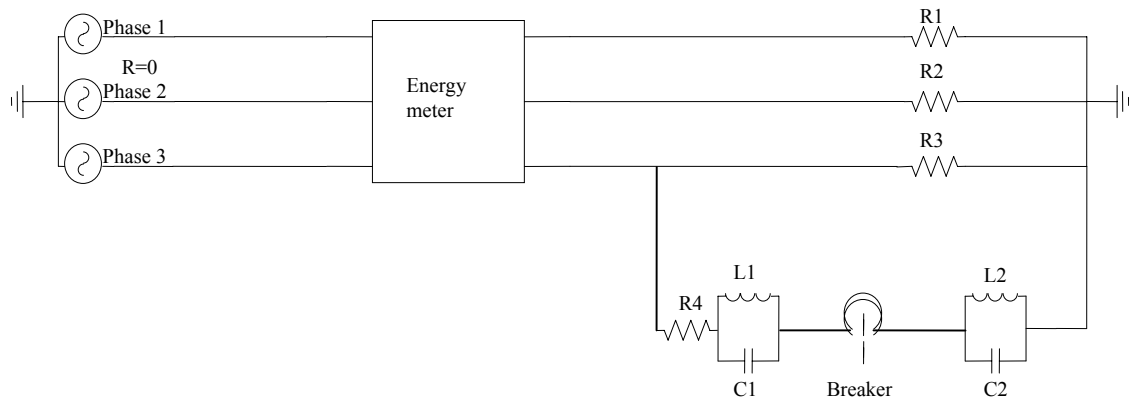 Phase 1
R1
R=0
Phase 2
Energy
meter
R2
Phase 3
R3
L1
L2
R4
C1
Breaker
C2